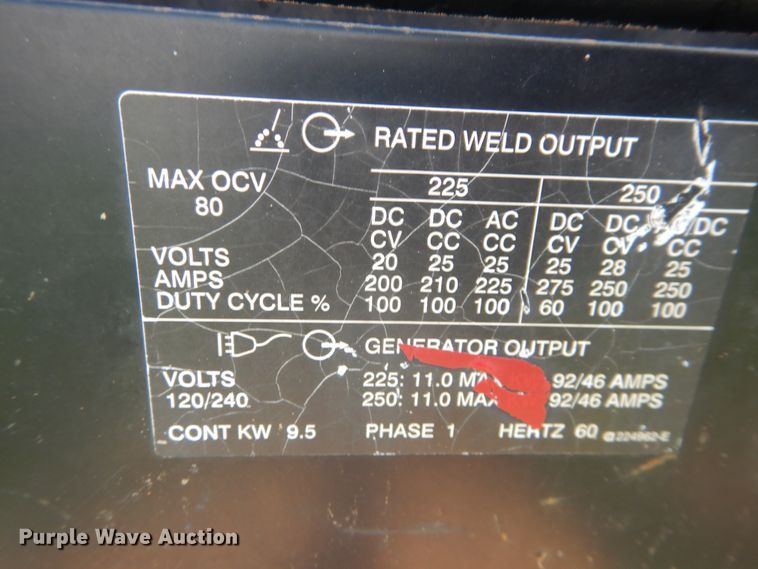 RATED WELD OUTPUT
MAX OCV 225 250
80
DC DC AC DC DC /DC
CV CC CC CV CV CC
VOLTS 20 25 25 25 28 25
AMPS 200 210 225 275 250 250
DUTY CYCLE % 100 100 100 60 100 100
GENERATOR OUTPUT
VOLTS 225: 11.0 92/46 AMPS
120/240 250: 11.0 MAX 92/46 AMPS
CONT KW 9.5 PHASE 1 HERTZ 60 224962-E
Purple Wave Auction